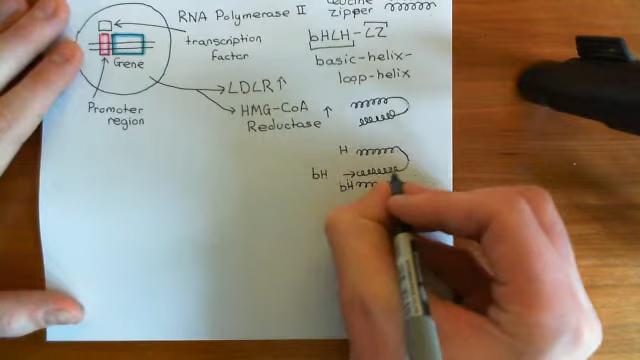 RNA Polymerase II
transcription
factor
Gene
Promoter
region
LDLR↑
HMG-CoA ↑
Reductase
zipper
bHLH-LZ
basic-helix-
loop-helix
H
bH
bH